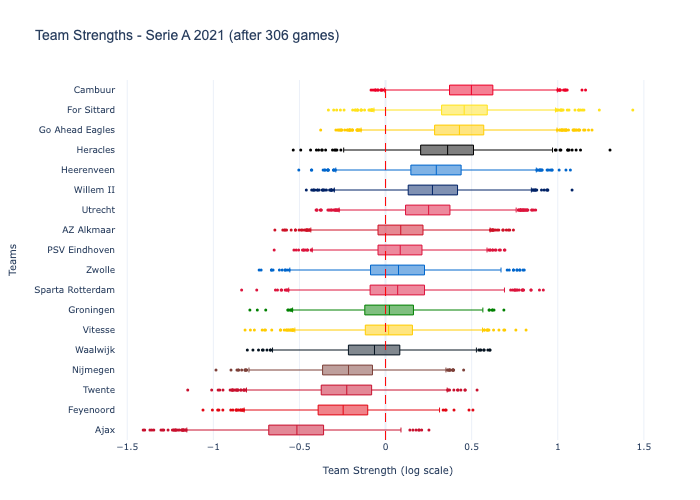 Team Strengths - Serie A 2021 (after 306 games)
Teams
Cambuur
For Sittard
Go Ahead Eagles
Heracles
Heerenveen
Willem II
Utrecht
AZ Alkmaar
PSV Eindhoven
Zwolle
Sparta Rotterdam
Groningen
Vitesse
Waalwijk
Nijmegen
Twente
Feyenoord
Ajax
−1.5 −1 −0.5 0 0.5 1 1.5
Team Strength (log scale)